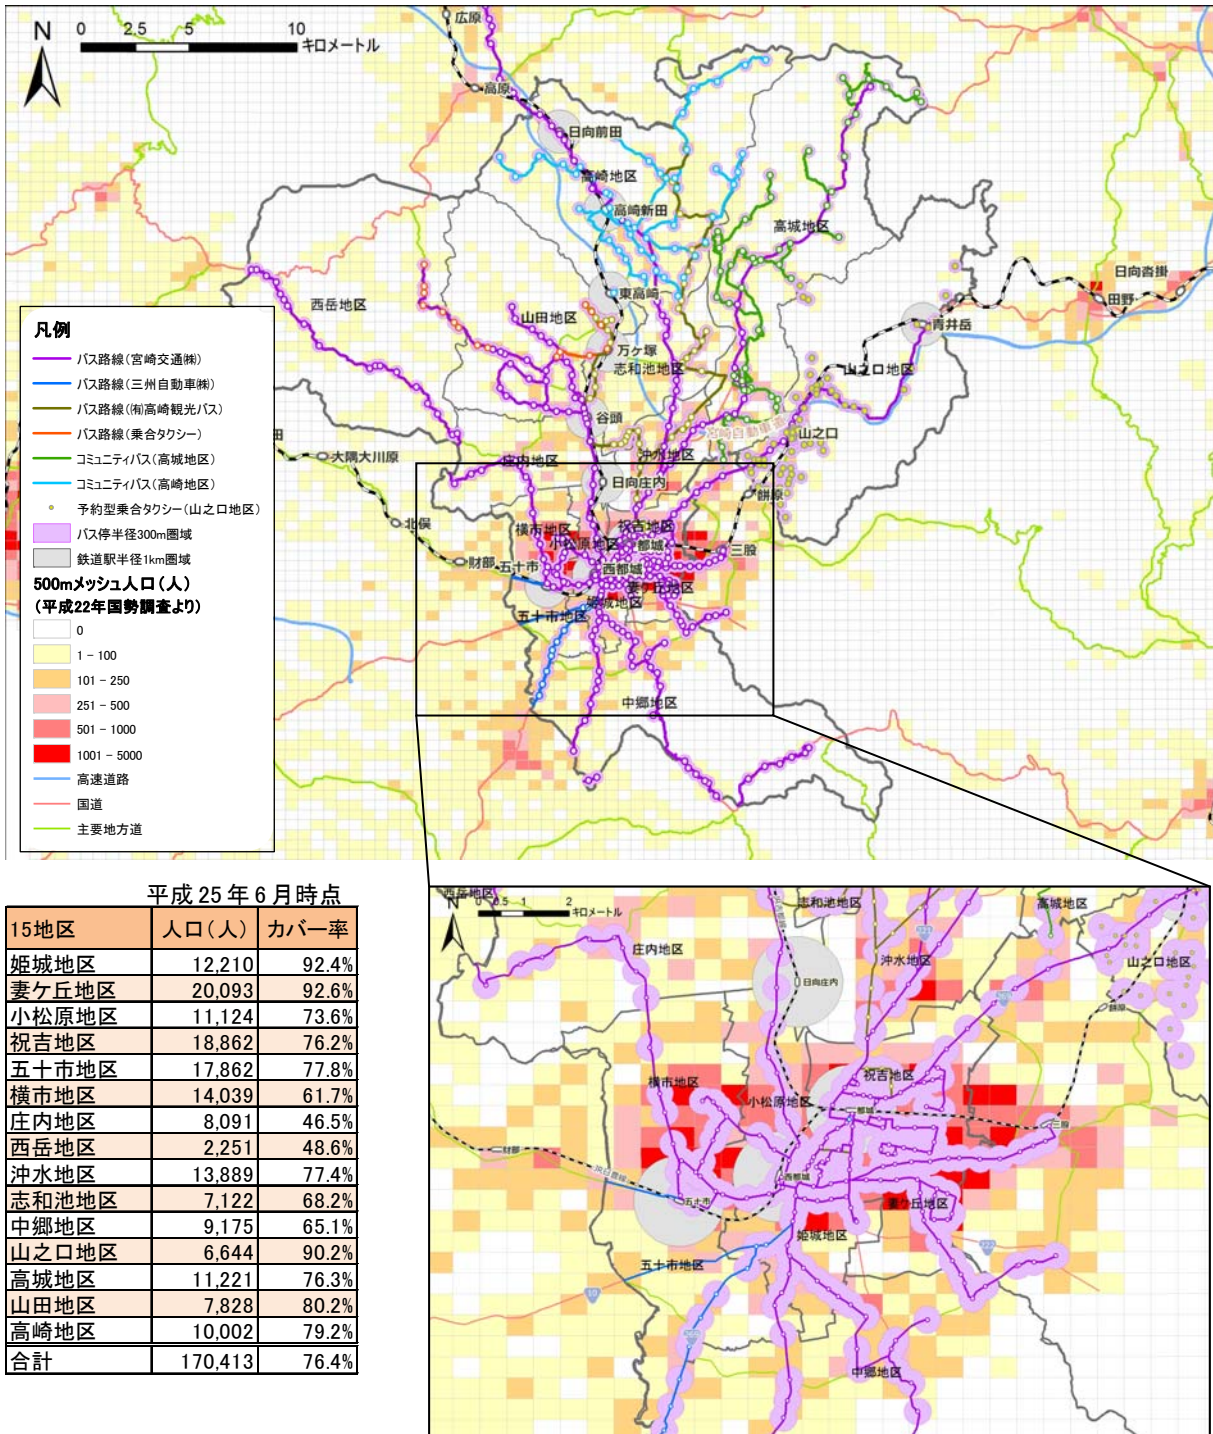 N
0 2.5 5 10
キロメートル
広原
高原
日向前田
高崎地区
高崎新田
高城地区
東高崎
西岳地区
山田地区
万ヶ塚
志和池地区
青井岳
日向沓掛
田野
山之口地区
谷頭
宮崎自動車道
山之口
大隅大川原
庄内地区
沖水地区
日向庄内
餅原
北俣
横市地区
祝吉地区
小松原地区
都城
三股
財部
五十市
西都城
妻ケ丘地区
姫城地区
五十市地区
中郷地区
凡例
バス路線(宮崎交通㈱)
バス路線(三州自動車㈱)
バス路線(㈲高崎観光バス)
バス路線(乗合タクシー)
コミュニティバス(高城地区)
コミュニティバス(高崎地区)
予約型乗合タクシー(山之口地区)
バス停半径300m圏域
鉄道駅半径1km圏域
500mメッシュ人口(人)
(平成22年国勢調査より)
0
1 - 100
101 - 250
251 - 500
501 - 1000
1001 - 5000
高速道路
国道
主要地方道
平成25年6月時点
15地区 人口(人) カバー率
姫城地区 12,210 92.4%
妻ケ丘地区 20,093 92.6%
小松原地区 11,124 73.6%
祝吉地区 18,862 76.2%
五十市地区 17,862 77.8%
横市地区 14,039 61.7%
庄内地区 8,091 46.5%
西岳地区 2,251 48.6%
沖水地区 13,889 77.4%
志和池地区 7,122 68.2%
中郷地区 9,175 65.1%
山之口地区 6,644 90.2%
高城地区 11,221 76.3%
山田地区 7,828 80.2%
高崎地区 10,002 79.2%
合計 170,413 76.4%
西岳地区
N
0 0.5 1 2
キロメートル
志和池地区
高城地区
庄内地区
沖水地区
山之口地区
日向庄内
餅原
横市地区
祝吉地区
小松原地区
都城
三股
財部
JR日豊線
西都城
五十市
妻ケ丘地区
姫城地区
222
五十市地区
10
中郷地区